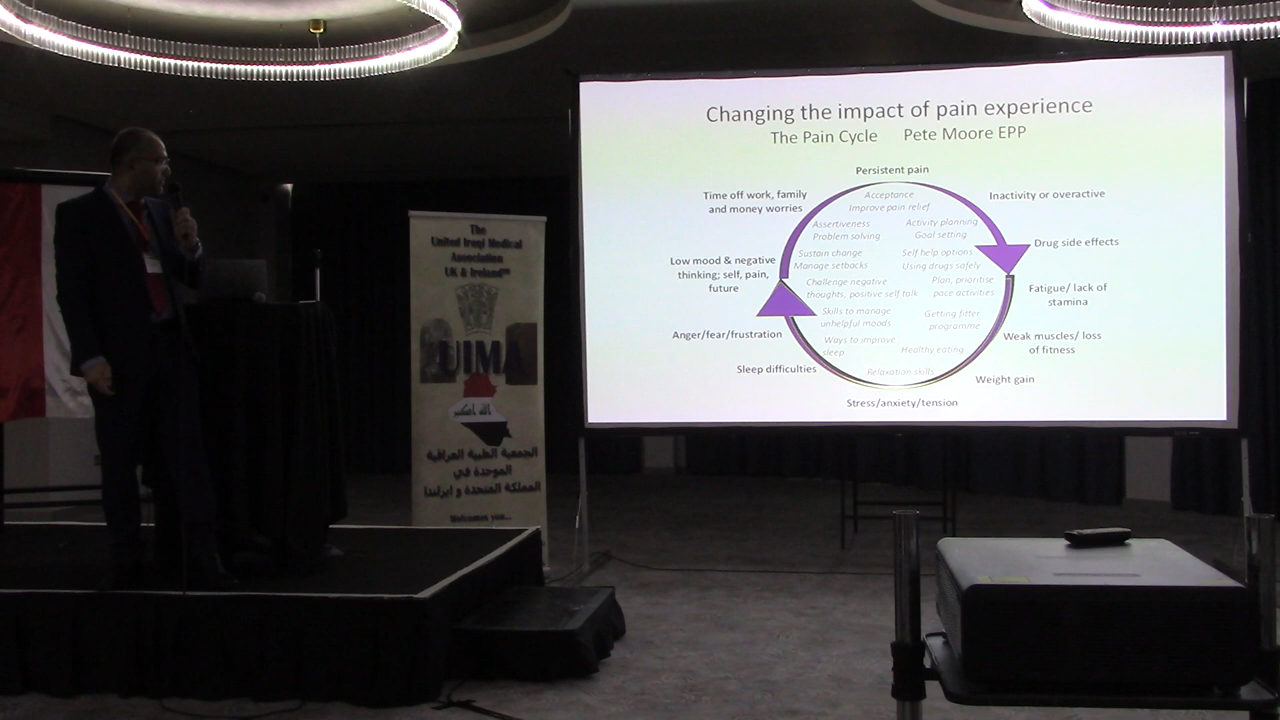 Changing the impact of pain experience
The Pain Cycle Pete Moore EPP
Persistent pain
Inactivity or overactive
Drug side effects
Fatigue/ lack of
stamina
Weak muscles/ loss
of fitness
Weight gain
Stress/anxiety/tension
Sleep difficulties
Anger/fear/frustration
Low mood & negative
thinking; self, pain,
future
Time off work, family
and money worries
Acceptance
Improve pain relief
Activity planning
Goal setting
Self help options
Using drugs safely
Plan, prioritise
pace activities
Getting fitter
programme
Healthy eating
Relaxation skills
Ways to improve
sleep
Skills to manage
unhelpful moods
Challenge negative
thoughts, positive self talk
Sustain change
Manage setbacks
Assertiveness
Problem solving
The
United Iraqi Medical
Association
UK & Ireland
UIMA
الله اكبر
الجمعية الطبية العراقية
الموحدة في
المملكة المتحدة و ايرلندا
Welcomes you...